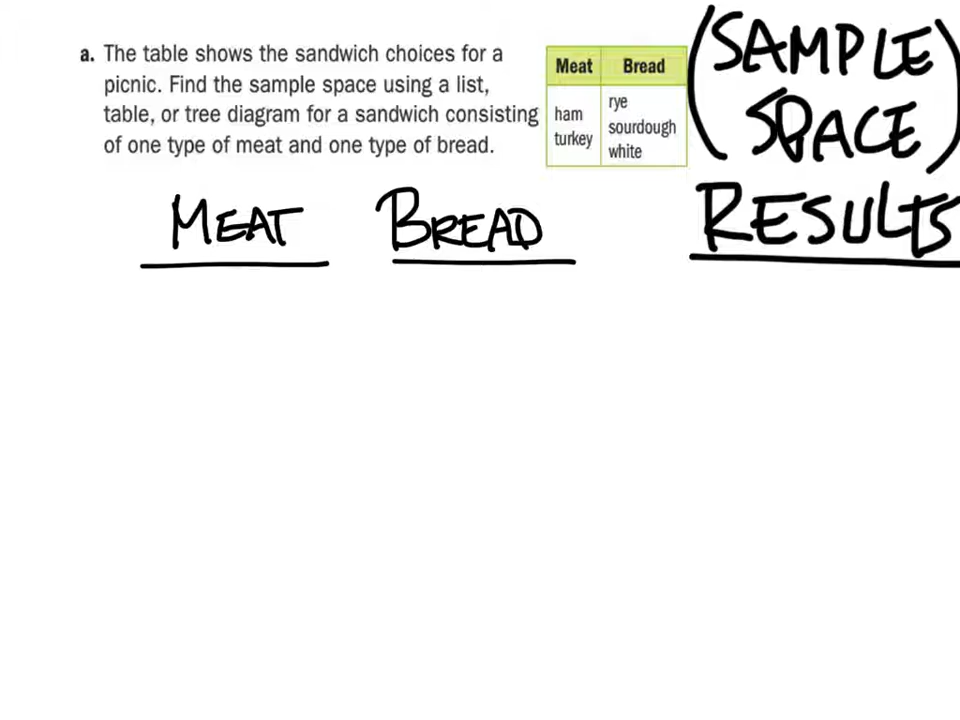 a. The table shows the sandwich choices for a
picnic. Find the sample space using a list,
table, or tree diagram for a sandwich consisting
of one type of meat and one type of bread.
Meat Bread
ham
turkey
rye
sourdough
white
(SAMPLE
SPACE)
MEAT BREAD RESULTS